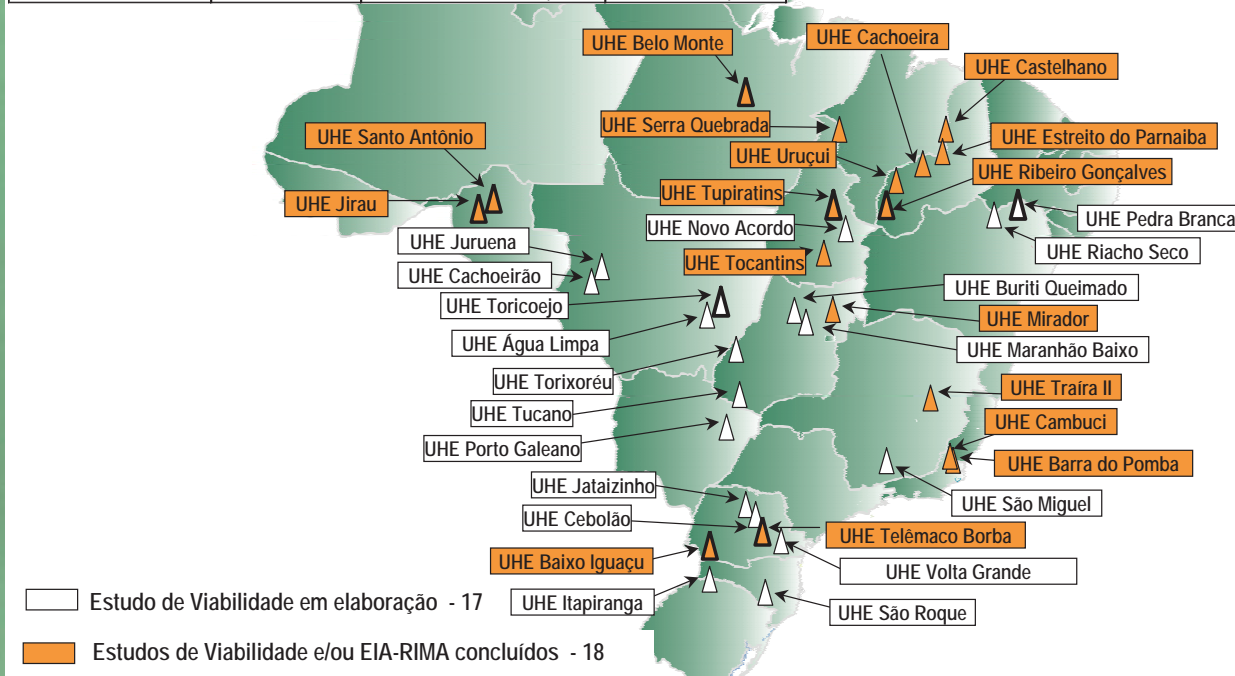 UHE Belo Monte
UHE Cachoeira
UHE Castelhano
UHE Santo Antônio
UHE Serra Quebrada
UHE Estreito do Parnaiba
UHE Uruçui
UHE Ribeiro Gonçalves
UHE Jirau
UHE Tupiratins
UHE Pedra Branca
UHE Novo Acordo
UHE Juruena
UHE Riacho Seco
UHE Tocantins
UHE Cachoeirão
UHE Buriti Queimado
UHE Toricoejo
UHE Mirador
UHE Água Limpa
UHE Maranhão Baixo
UHE Torixoréu
UHE Traíra II
UHE Tucano
UHE Cambuci
UHE Porto Galeano
UHE Barra do Pomba
UHE Jataizinho
UHE São Miguel
UHE Cebolão
UHE Telêmaco Borba
UHE Baixo Iguaçu
UHE Volta Grande
UHE Itapiranga
UHE São Roque
Estudo de Viabilidade em elaboração - 17
Estudos de Viabilidade e/ou EIA-RIMA concluídos - 18